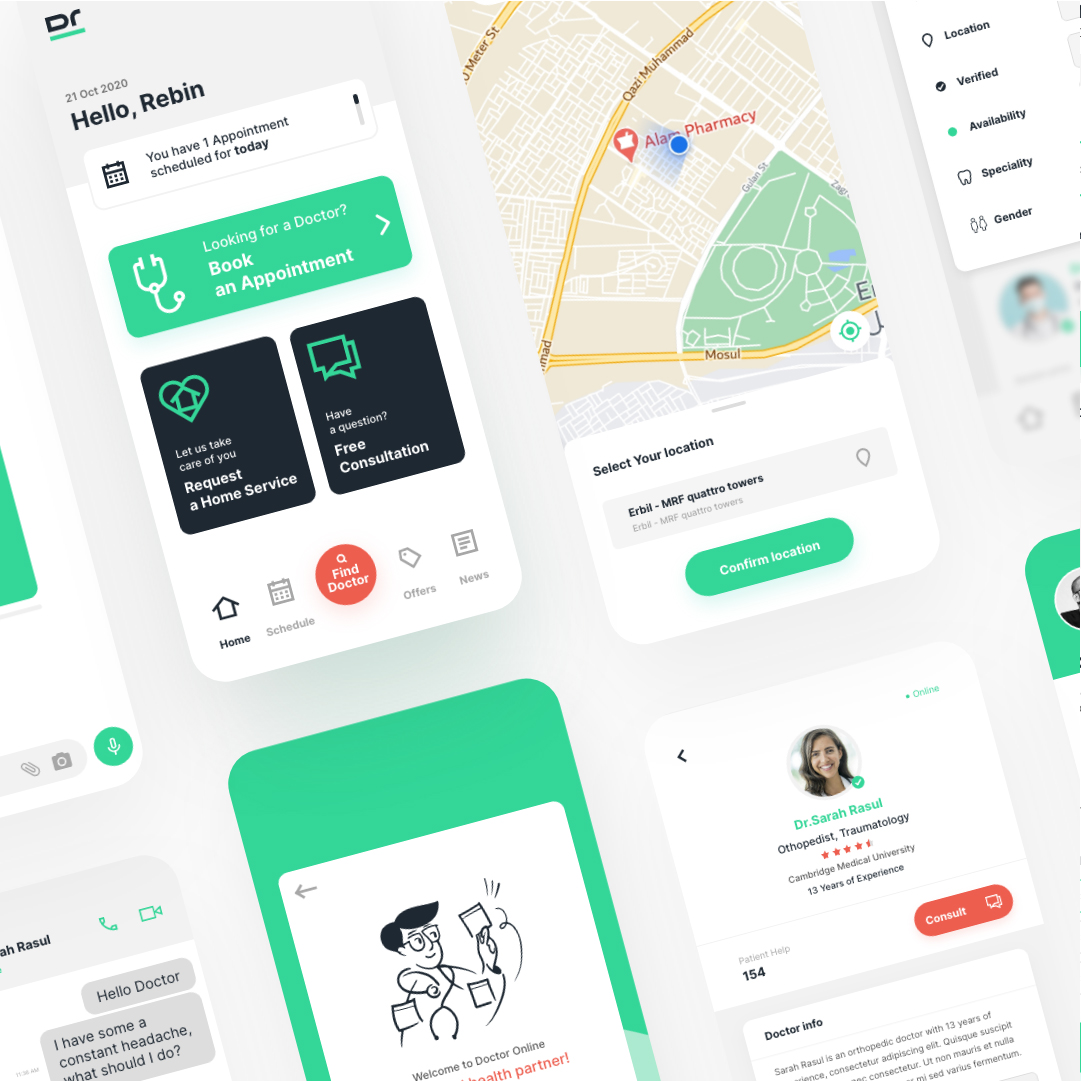 Dr
21 Oct 2020
Hello, Rebin
You have 1 Appointment
scheduled for today
Looking for a Doctor?
Book
an Appointment
Let us take
care of you
Request
a Home Service
Have
a question?
Free
Consultation
Home
Schedule
Find
Doctor
Offers
News
Meter St
Qazi Muhammad
Alam Pharmacy
Gulan St
Mosul
Select Your location
Erbil - MRF quattro towers
Erbil - MRF quattro towers
Confirm location
Location
Verified
Availability
Speciality
Gender
ah Rasul
Hello Doctor
I have some a
constant headache,
what should I do?
11:38 AM
Welcome to Doctor Online
health partner!
Online
Dr.Sarah Rasul
Othopedist, Traumatology
Cambridge Medical University
13 Years of Experience
Consult
Patient Help
154
Doctor info
Sarah Rasul is an orthopedic doctor with 13 years of
rience, consectetur adipiscing elit. Quisque suscipit
nec consectetur. Ut non mauris et nulla
mi sed varius fermentum.